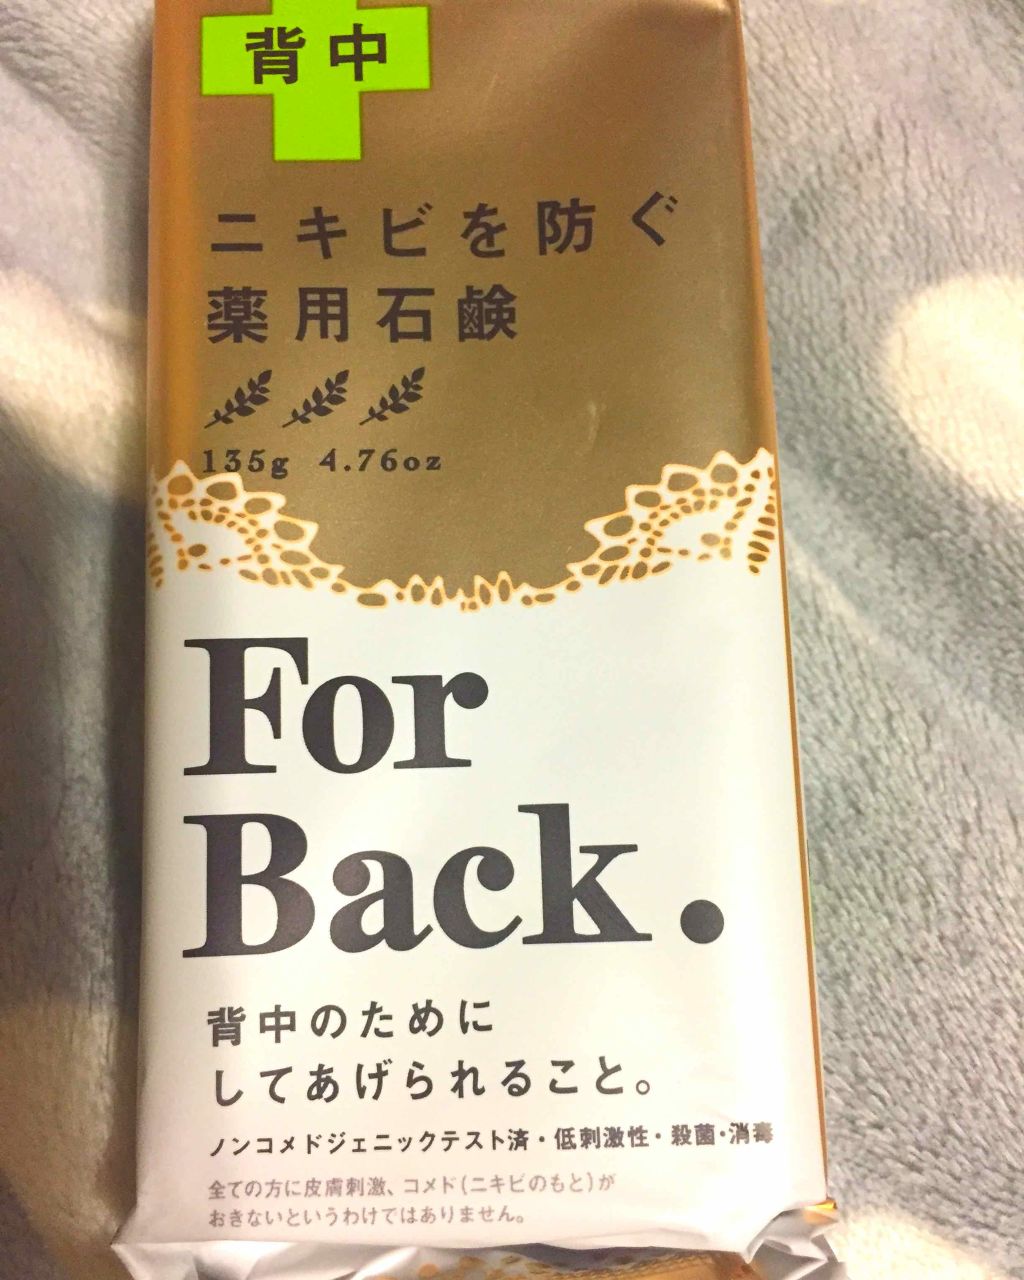 背中
ニキビを防ぐ
薬用石鹸
135g 4.76oz
For
Back.
背中のために
してあげられること。
ノンコメドジェニックテスト済・低刺激性・殺菌・消毒
全ての方に皮膚刺激、コメド(ニキビのもと)が
おきないというわけではありません。